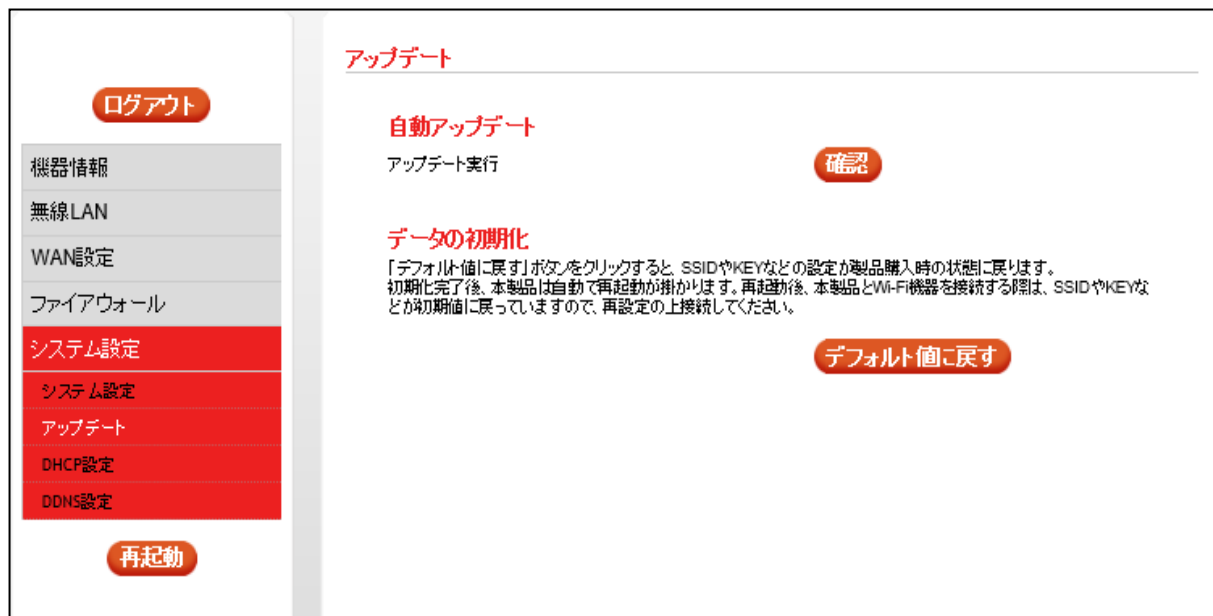 ログアウト
機器情報
無線LAN
WAN設定
ファイアウォール
システム設定
システム設定
アップデート
DHCP設定
DDNS設定
再起動
アップデート
自動アップデート
アップデート実行
確認
データの初期化
「デフォルト値に戻す」ボタンをクリックすると、SSIDやKEYなどの設定が製品購入時の状態に戻ります。
初期化完了後、本製品は自動で再起動が掛かります。再起動後、本製品とWi-Fi機器を接続する際は、SSIDやKEYな
どが初期値に戻っていますので、再設定の上接続してください。
デフォルト値に戻す